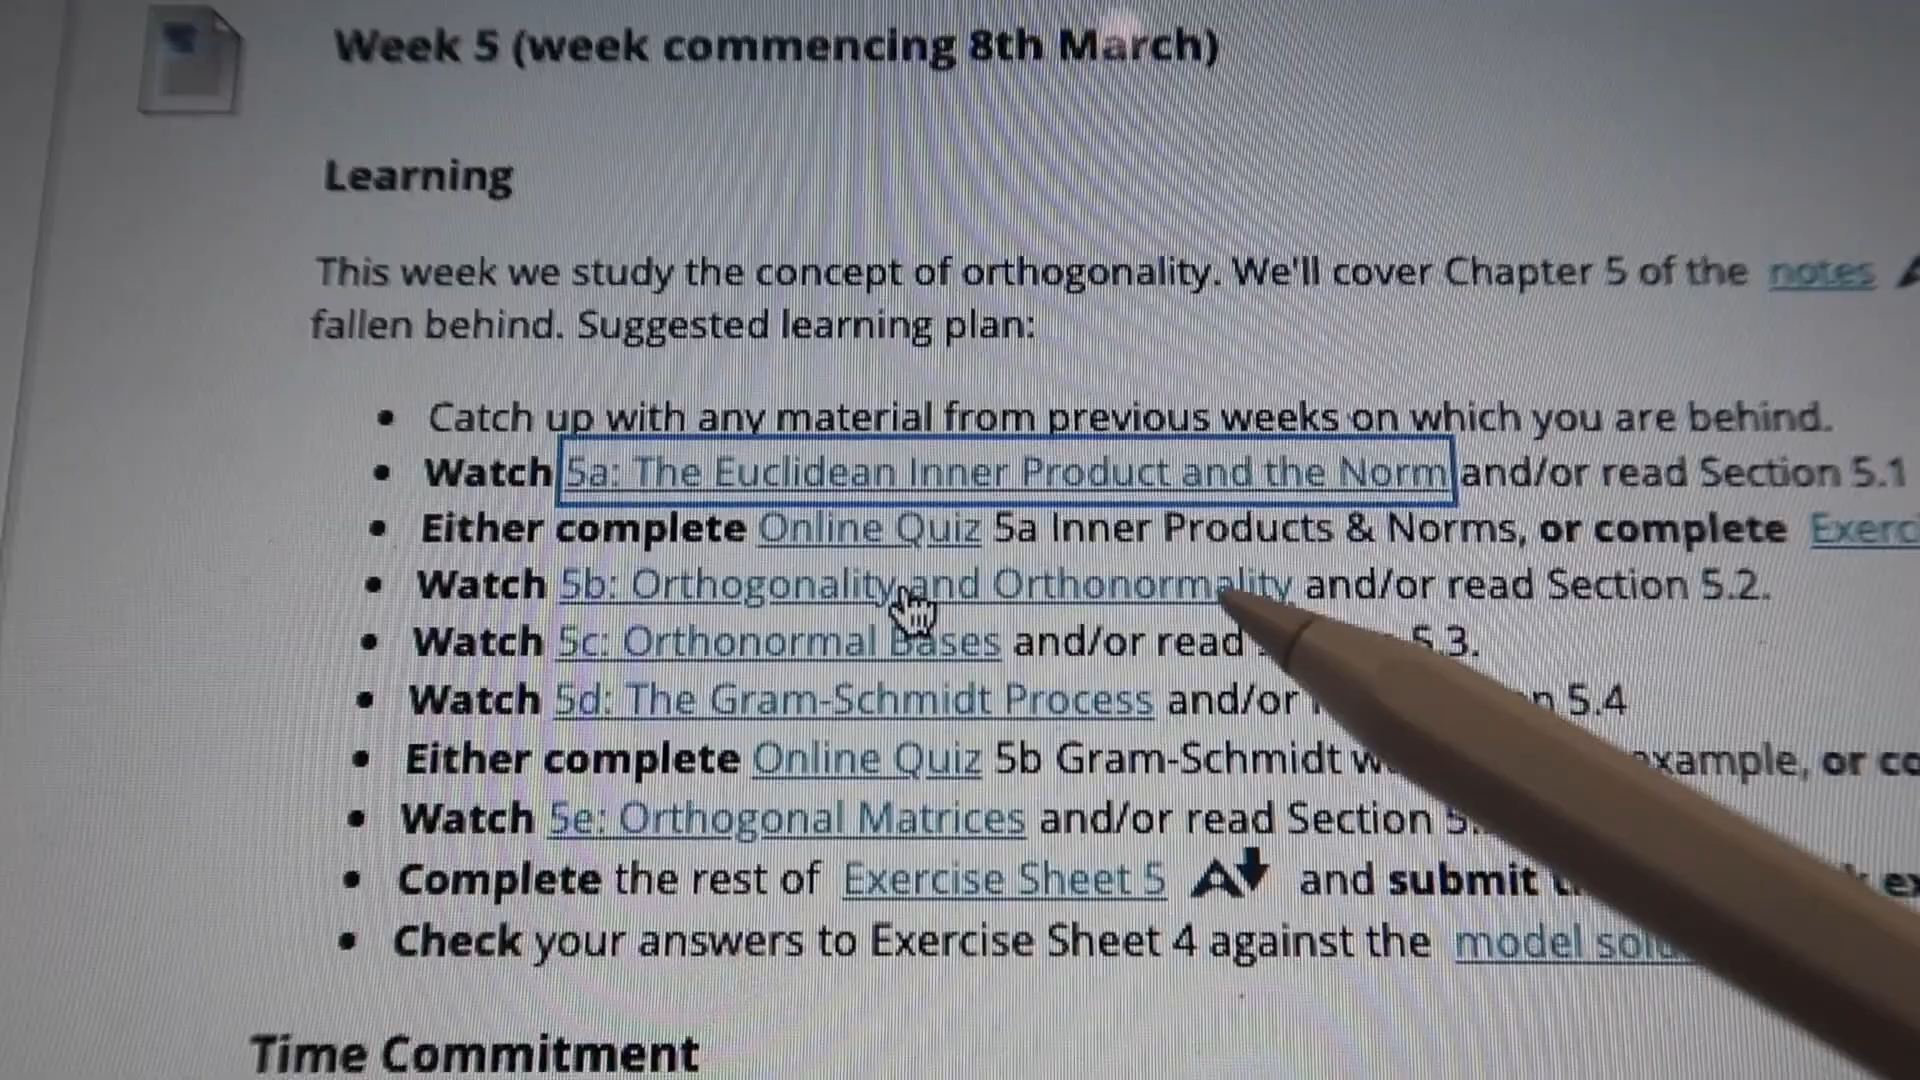 Week 5 (week commencing 8th March)
Learning
This week we study the concept of orthogonality. We'll cover Chapter 5 of the notes
fallen behind. Suggested learning plan:
• Catch up with any material from previous weeks on which you are behind.
• Watch 5a: The Euclidean Inner Product and the Norm and/or read Section 5.1
• Either complete Online Quiz 5a Inner Products & Norms, or complete
• Watch 5b: Orthogonality and Orthonormality and/or read Section 5.2.
• Watch 5c: Orthonormal Bases and/or read 5.3.
• Watch 5d: The Gram-Schmidt Process and/or 5.4
• Either complete Online Quiz 5b Gram-Schmidt example, or
• Watch 5e: Orthogonal Matrices and/or read Section
• Complete the rest of Exercise Sheet 5 and submit
• Check your answers to Exercise Sheet 4 against the model
Time Commitment